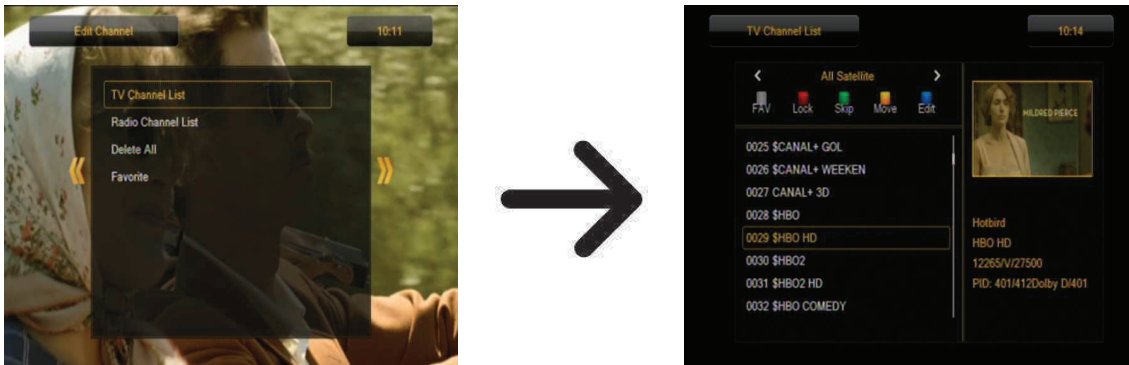 Edit Channel
10:11
TV Channel List
Radio Channel List
Delete All
Favorite
TV Channel List
10:14
All Satellite
FAV Lock Skip Move Edit
0025 $CANAL+ GOL
0026 $CANAL+ WEEKEN
0027 CANAL+ 3D
0028 $HBO
0029 $HBO HD
0030 $HBO2
0031 $HBO2 HD
0032 $HBO COMEDY
MILDRED PIERCE
Hotbird
HBO HD
12265/V/27500
PID: 401/412Dolby D/401